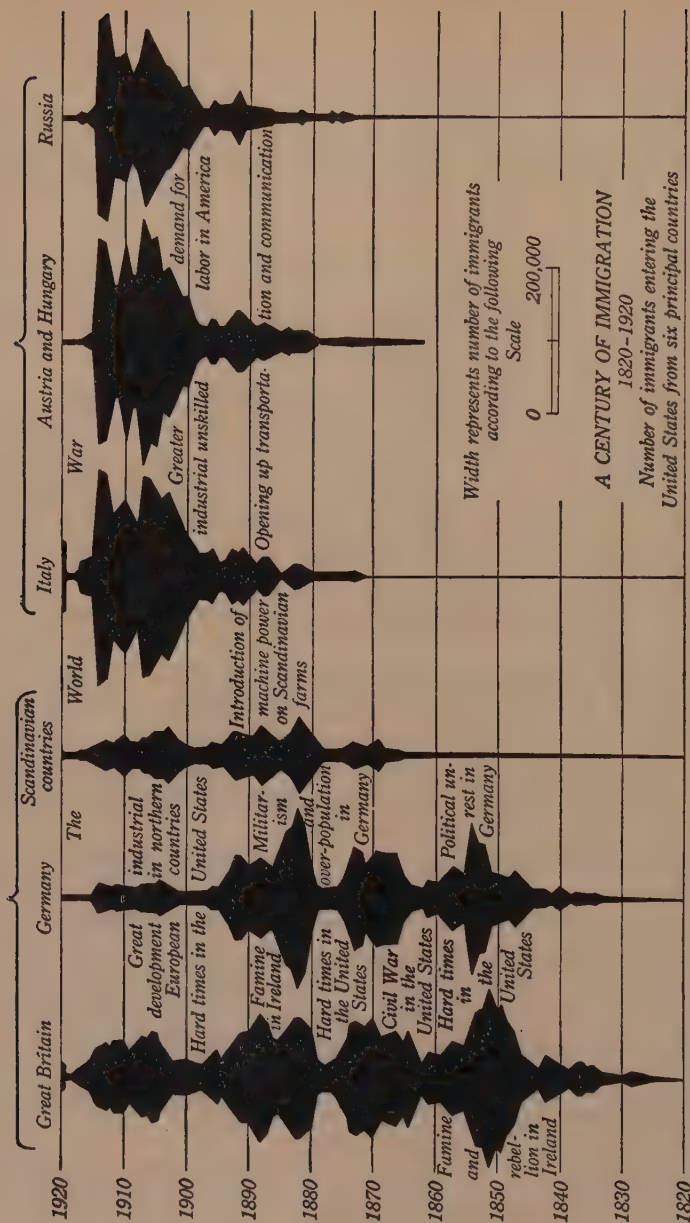 Great Britain
Germany
Scandinavian
countries
Italy
Austria and Hungary
Russia
1920
1910
1900
1890
1880
1870
1860
1850
1840
1830
1820
The World War
Great industrial
development in northern
European countries
Hard times in the United States
Greater demand for
industrial unskilled labor in America
Opening up transporta-tion and communication
Introduction of
machine power
on Scandinavian
farms
Famine
in Ireland
Militar-
ism
and
over-population
in
Germany
Hard times in
the United
States
Civil War
in the
United States
Hard times
in the
United
States
Political un-
rest in
Germany
Famine
and
rebel-
lion in
Ireland
Width represents number of immigrants
according to the following
Scale
0 200,000
A CENTURY OF IMMIGRATION
1820-1920
Number of immigrants entering the
United States from six principal countries